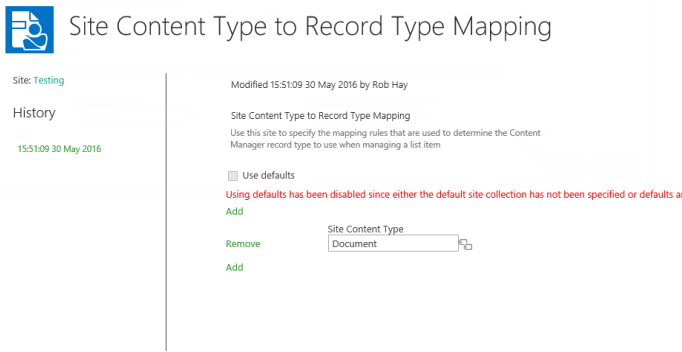 Site Content Type to Record Type Mapping
Site: Testing
History
15:51:09 30 May 2016
Modified 15:51:09 30 May 2016 by Rob Hay
Site Content Type to Record Type Mapping
Use this site to specify the mapping rules that are used to determine the Content
Manager record type to use when managing a list item
Use defaults
Using defaults has been disabled since either the default site collection has not been specified or defaults
Add
Site Content Type
Remove
Document
Add